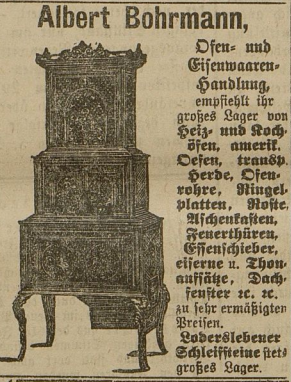 Albert Bohrmann,
Ofen- und
Eisenwaaren-
Handlung,
empfiehlt ihr
großes Lager von
Heiz- und Koch-
öfen, amerik.
Oefen, transp.
Herde, Ofen-
rohre, Ringel-
platten, Roste,
Aschenkasten,
Feuerthüren,
Essenschieber,
eiserne u. Thon-
aufsätze, Dach-
fenster ꝛc. ꝛc.
zu sehr ermäßigten
Preisen.
Loderslebener
Schleifsteine stets
großes Lager.